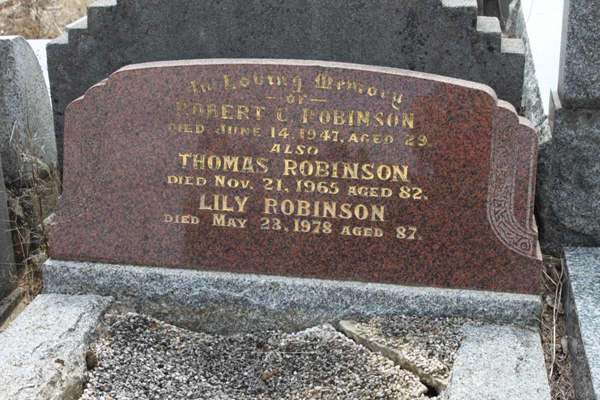 In Loving Memory
— OF —
ROBERT C. ROBINSON
DIED JUNE 14, 1947, AGED 29.
ALSO
THOMAS ROBINSON
DIED NOV. 21, 1965 AGED 82.
LILY ROBINSON
DIED MAY 23, 1978 AGED 87.